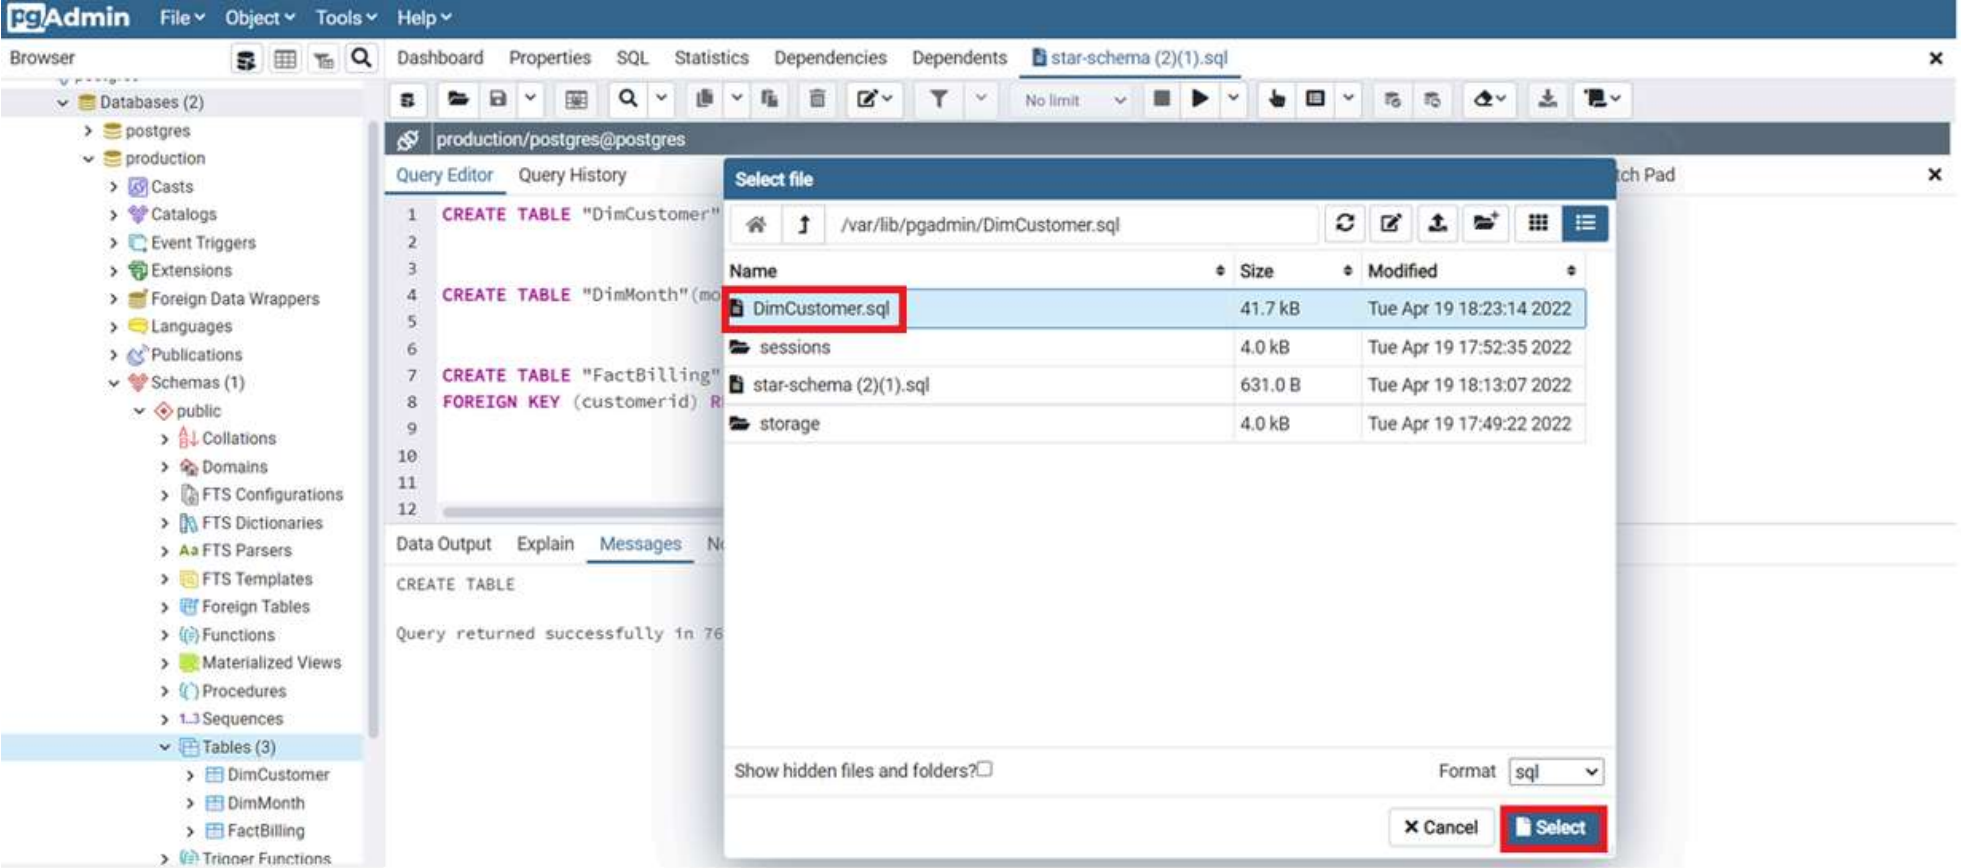 pgAdmin File Object Tools Help
Browser
Dashboard Properties SQL Statistics Dependencies Dependents star-schema (2)(1).sql
Databases (2)
postgres
production
Casts
Catalogs
Event Triggers
Extensions
Foreign Data Wrappers
Languages
Publications
Schemas (1)
public
Collations
Domains
FTS Configurations
FTS Dictionaries
Aa FTS Parsers
FTS Templates
Foreign Tables
Functions
Materialized Views
Procedures
1..3 Sequences
Tables (3)
DimCustomer
DimMonth
FactBilling
Trigger Functions
No limit
production/postgres@postgres
Query Editor Query History
tch Pad
1 CREATE TABLE "DimCustomer"
2
3
4 CREATE TABLE "DimMonth"(mo
5
6
7 CREATE TABLE "FactBilling"
8 FOREIGN KEY (customerid) R
9
10
11
12
Data Output Explain Messages
CREATE TABLE
Query returned successfully in 76
Select file
/var/lib/pgadmin/DimCustomer.sql
Name Size Modified
DimCustomer.sql 41.7 kB Tue Apr 19 18:23:14 2022
sessions 4.0 kB Tue Apr 19 17:52:35 2022
star-schema (2)(1).sql 631.0 B Tue Apr 19 18:13:07 2022
storage 4.0 kB Tue Apr 19 17:49:22 2022
Show hidden files and folders?
Format sql
Cancel Select